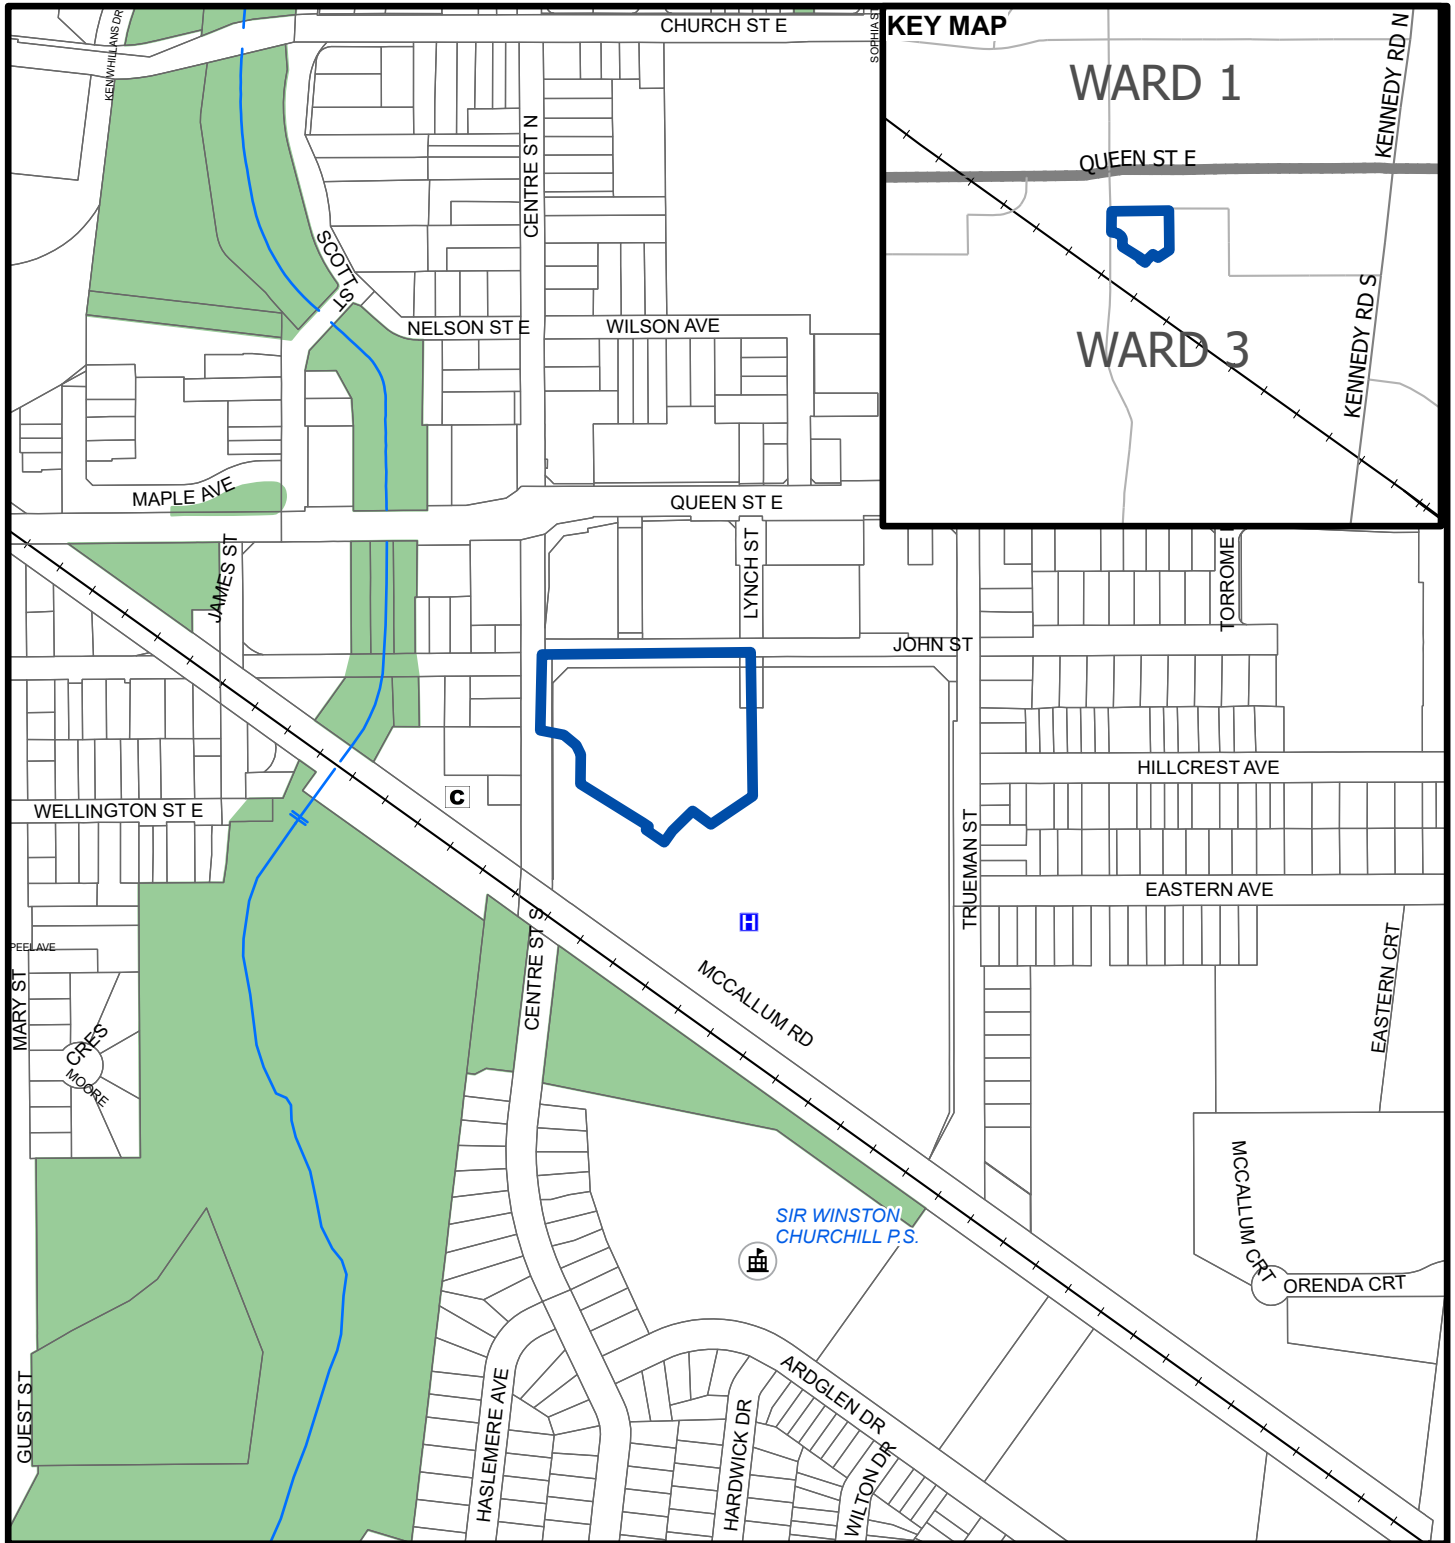 CHURCH ST E
SOPHIA ST
KEN WHILLANS DR
KEY MAP
WARD 1
KENNEDY RD N
QUEEN ST E
WARD 3
KENNEDY RD S
CENTRE ST N
SCOTT ST
NELSON ST E
WILSON AVE
MAPLE AVE
QUEEN ST E
JAMES ST
LYNCH ST
TORROME
JOHN ST
HILLCREST AVE
C
WELLINGTON ST E
TRUEMAN ST
EASTERN AVE
H
CENTRE ST S
PEEL AVE
MARY ST
MCCALLUM RD
EASTERN CRT
CRES
MOORE
MCCALLUM CRT
SIR WINSTON
CHURCHILL P.S.
ORENDA CRT
GUEST ST
HASLEMERE AVE
ARDGLEN DR
HARDWICK DR
WILTON DR